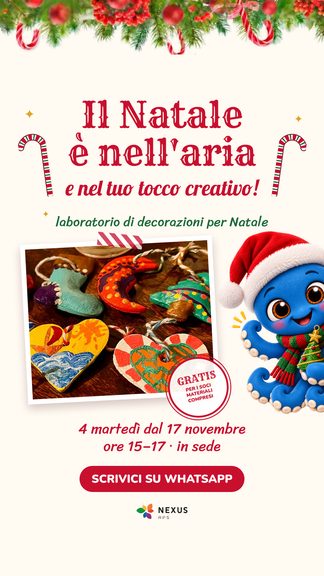 Il Natale
è nell'aria
e nel tuo tocco creativo!
laboratorio di decorazioni per Natale
GRATIS
PER I SOCI
MATERIALI
COMPRESI
4 martedì dal 17 novembre
ore 15–17 · in sede
SCRIVICI SU WHATSAPP
NEXUS
APS